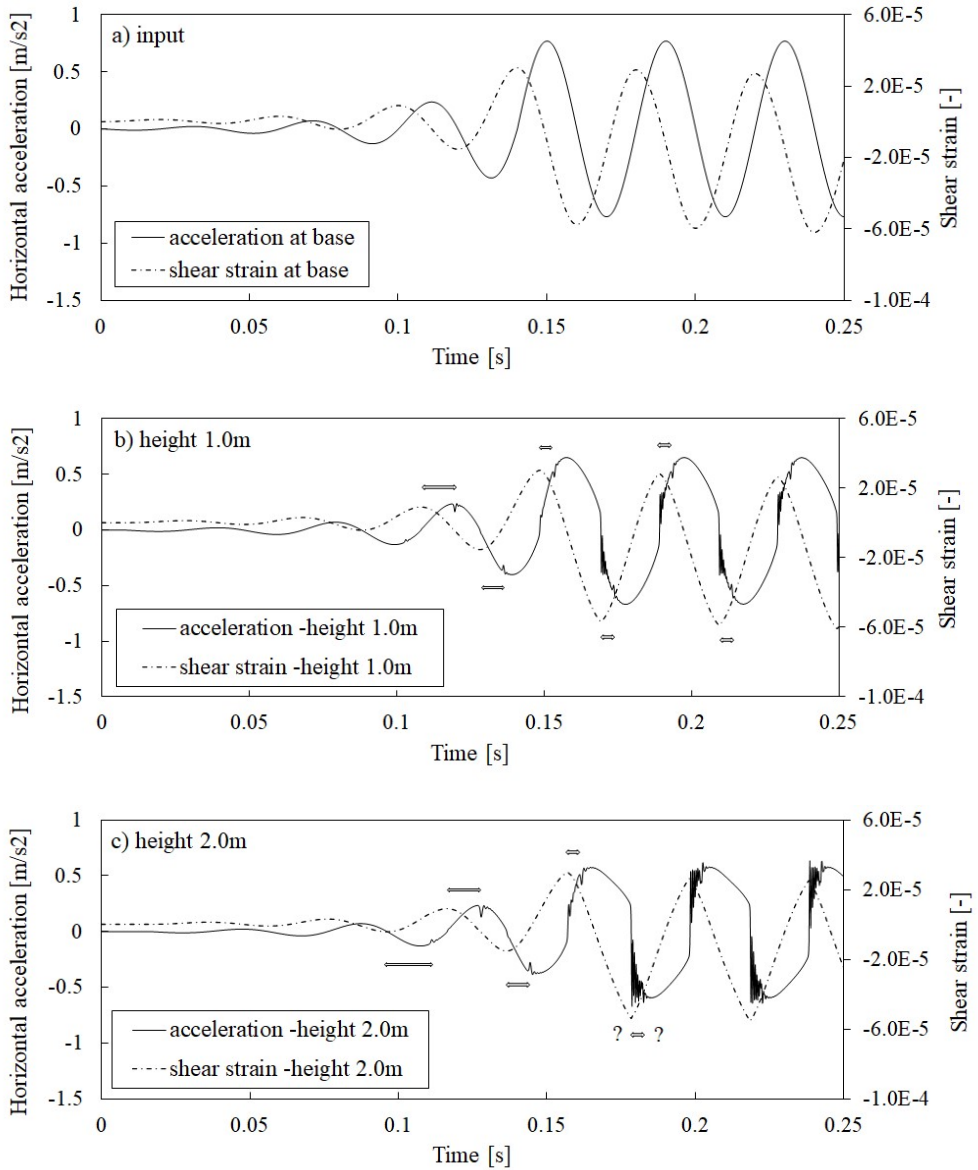 a) input
Horizontal acceleration [m/s2]
1
0.5
0
-0.5
-1
-1.5
6.0E-5
2.0E-5
-2.0E-5
-6.0E-5
-1.0E-4
Shear strain [-]
acceleration at base
shear strain at base
0 0.05 0.1 0.15 0.2 0.25
Time [s]
b) height 1.0m
Horizontal acceleration [m/s2]
1
0.5
0
-0.5
-1
-1.5
6.0E-5
2.0E-5
-2.0E-5
-6.0E-5
-1.0E-4
Shear strain [-]
acceleration -height 1.0m
shear strain -height 1.0m
0 0.05 0.1 0.15 0.2 0.25
Time [s]
c) height 2.0m
Horizontal acceleration [m/s2]
1
0.5
0
-0.5
-1
-1.5
6.0E-5
2.0E-5
-2.0E-5
-6.0E-5
-1.0E-4
Shear strain [-]
? ?
acceleration -height 2.0m
shear strain -height 2.0m
0 0.05 0.1 0.15 0.2 0.25
Time [s]